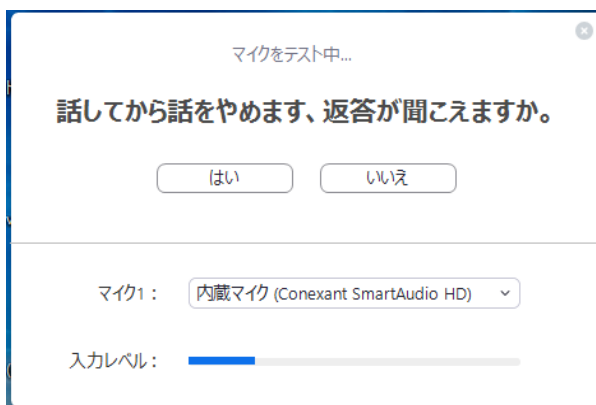 マイクをテスト中...
話してから話をやめます、返答が聞こえますか。
はい
いいえ
マイク1：
内蔵マイク (Conexant SmartAudio HD)
入力レベル：